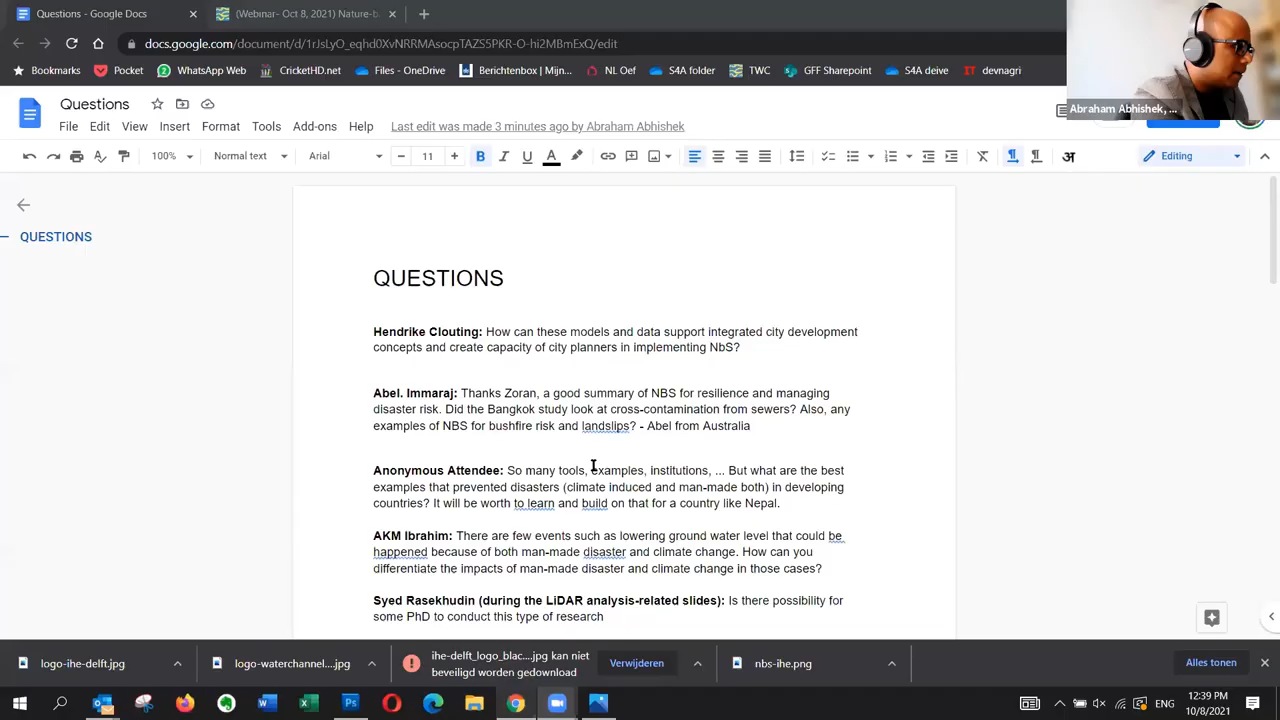 Questions - Google Docs
(Webinar- Oct 8, 2021) Nature-b
docs.google.com/document/d/1rJsLyO_eqhd0XvNRRMAsocpTAZS5PKR-O-hi2MBmExQ/edit
Bookmarks Pocket WhatsApp Web CricketHD.com Files - OneDrive Berichtenbox | Mijn... NL Oef S4A folder TWC GFF Sharepoint S4A deive devnagri
Abraham Abhishek, ...
Questions
File Edit View Insert Format Tools Add-ons Help Last edit was made 3 minutes ago by Abraham Abhishek
100% Normal text Arial 11 B I U A अ Editing
QUESTIONS
QUESTIONS
Hendrike Clouting: How can these models and data support integrated city development
concepts and create capacity of city planners in implementing NbS?
Abel. Immaraj: Thanks Zoran, a good summary of NBS for resilience and managing
disaster risk. Did the Bangkok study look at cross-contamination from sewers? Also, any
examples of NBS for bushfire risk and landslips? - Abel from Australia
Anonymous Attendee: So many tools, examples, institutions, ... But what are the best
examples that prevented disasters (climate induced and man-made both) in developing
countries? It will be worth to learn and build on that for a country like Nepal.
AKM Ibrahim: There are few events such as lowering ground water level that could be
happened because of both man-made disaster and climate change. How can you
differentiate the impacts of man-made disaster and climate change in those cases?
Syed Rasekhudin (during the LiDAR analysis-related slides): Is there possibility for
some PhD to conduct this type of research
logo-ihe-delft.jpg
logo-waterchannel....jpg
ihe-delft_logo_blac....jpg kan niet
beveiligd worden gedownload
Verwijderen
nbs-ihe.png
Alles tonen
ENG
12:39 PM
10/8/2021